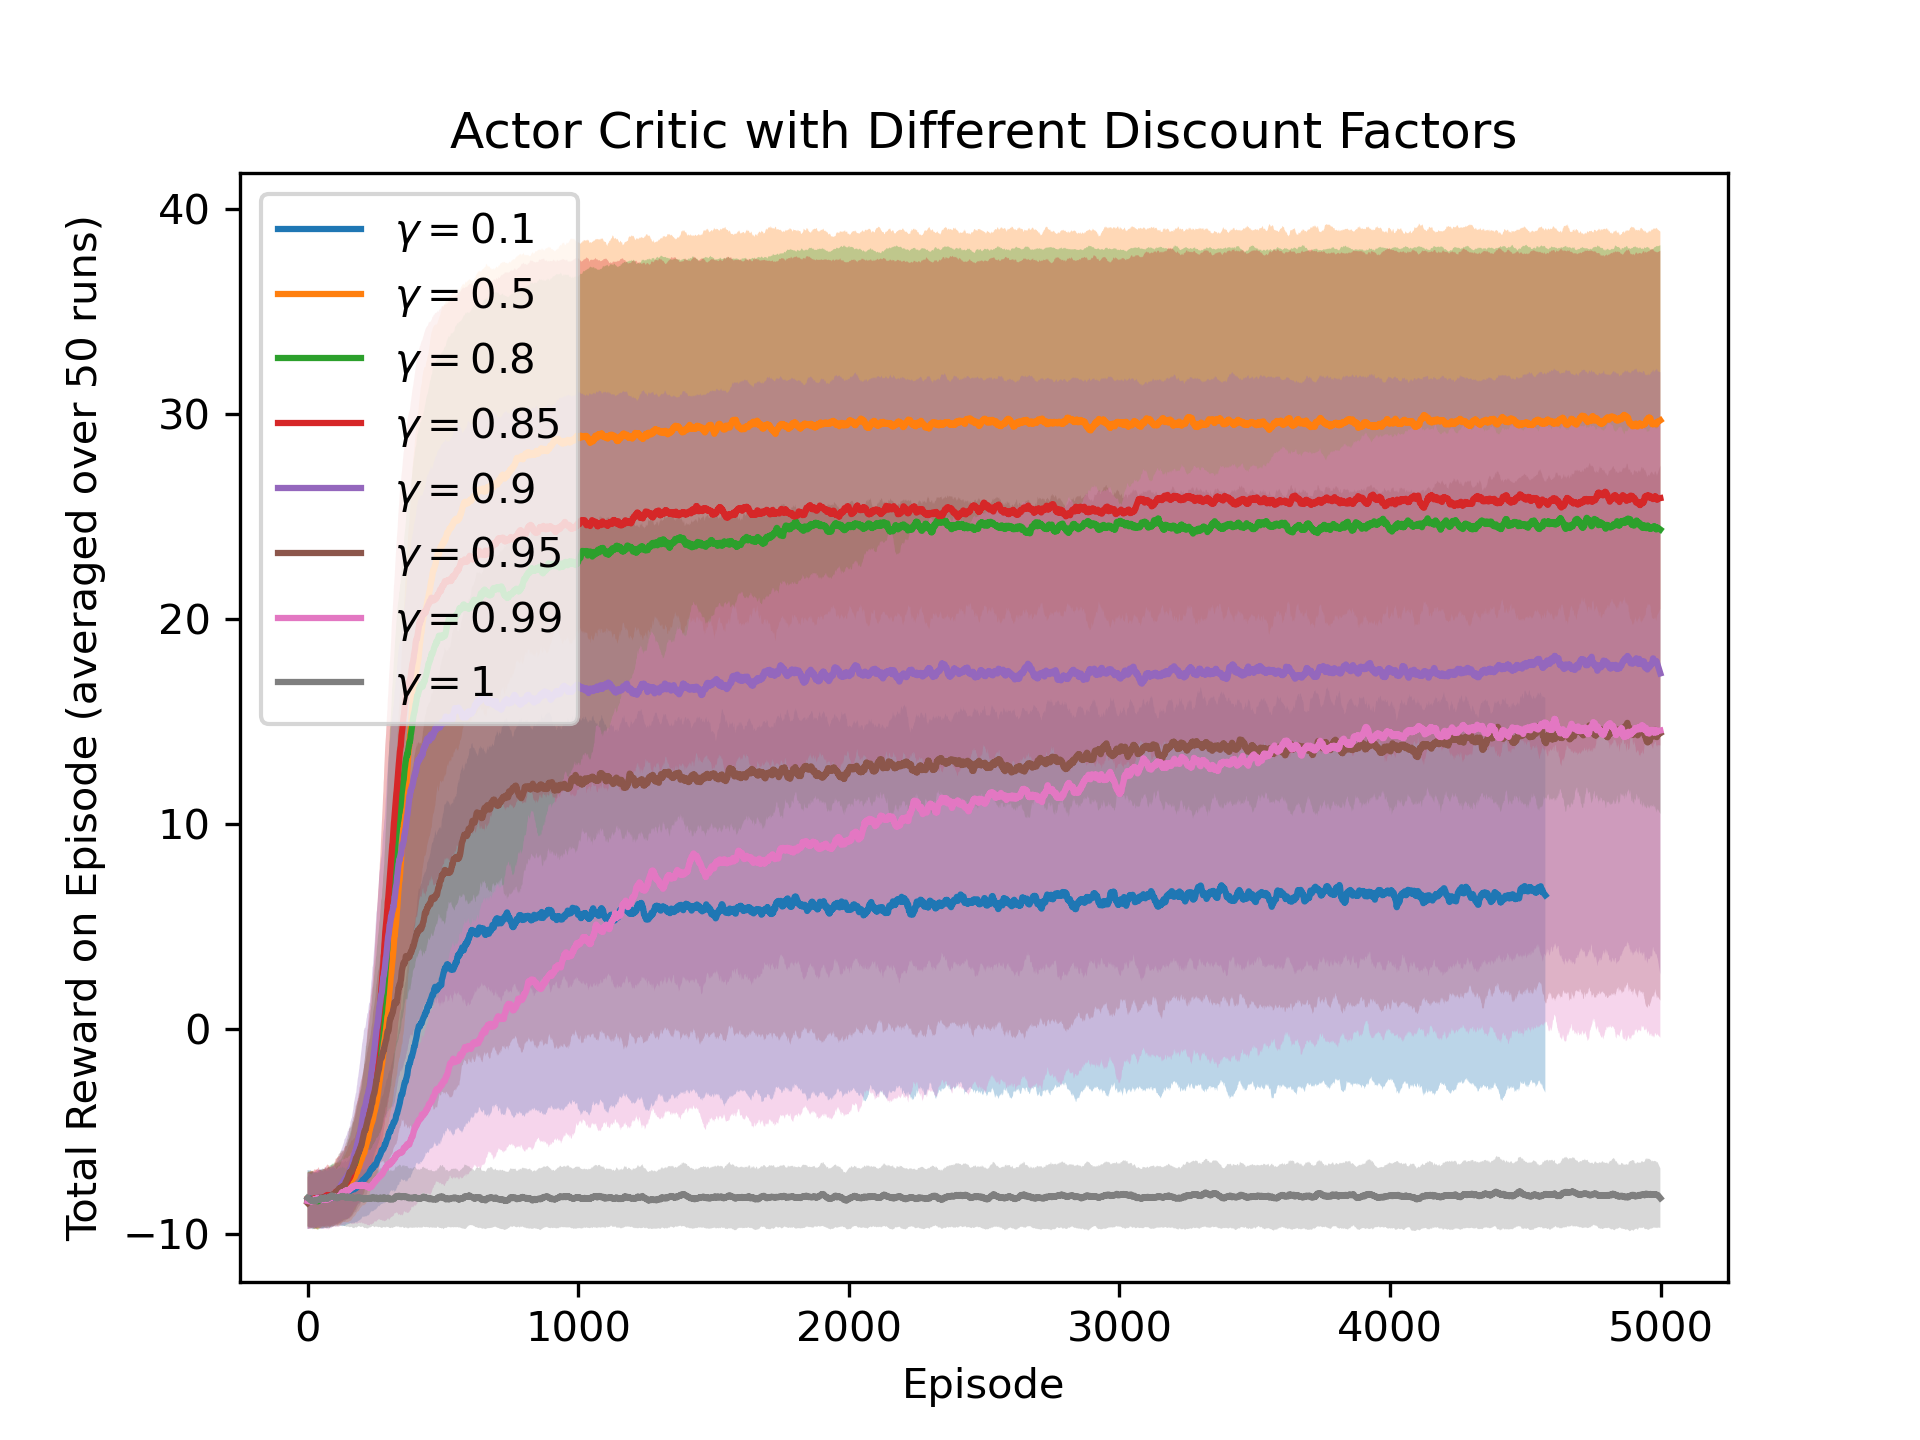 Actor Critic with Different Discount Factors
Total Reward on Episode (averaged over 50 runs)
40
30
20
10
0
−10
γ = 0.1
γ = 0.5
γ = 0.8
γ = 0.85
γ = 0.9
γ = 0.95
γ = 0.99
γ = 1
0 1000 2000 3000 4000 5000
Episode